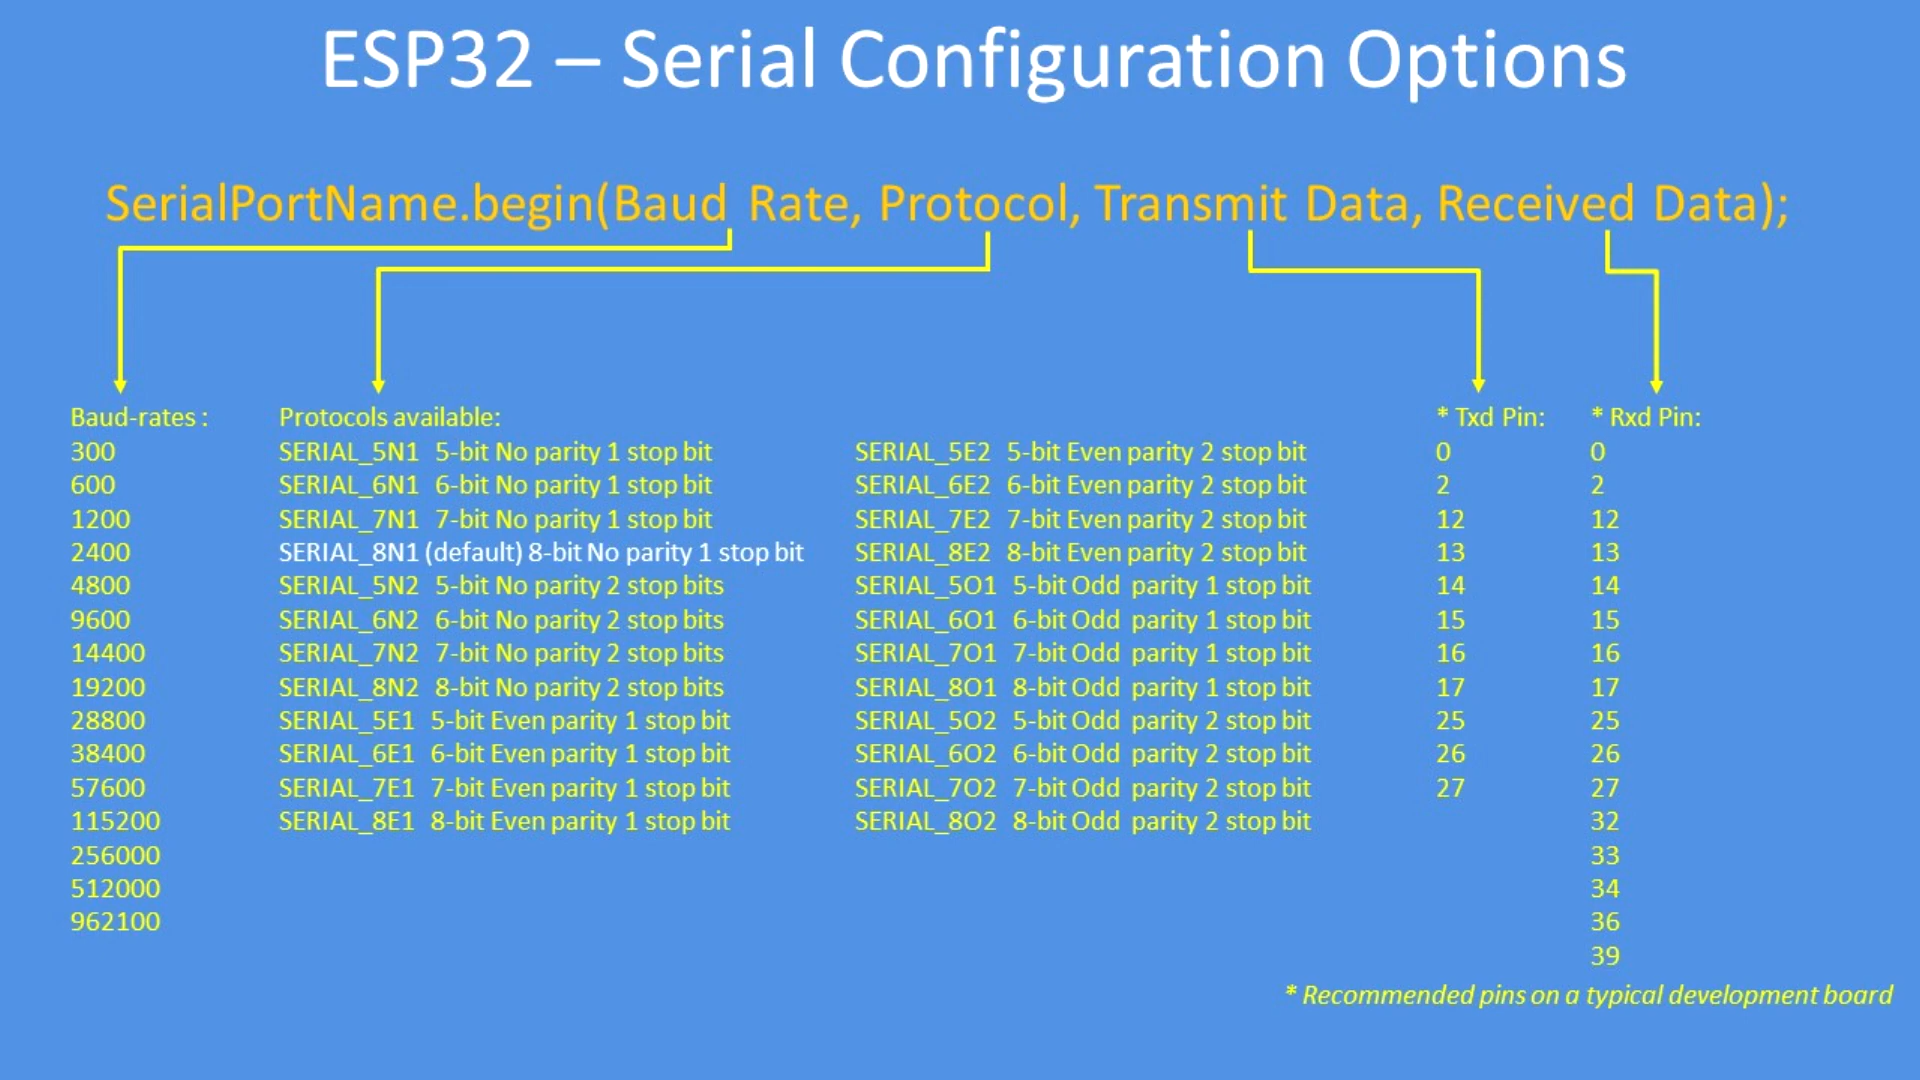 ESP32 – Serial Configuration Options
SerialPortName.begin(Baud Rate, Protocol, Transmit Data, Received Data);
Baud-rates :
300
600
1200
2400
4800
9600
14400
19200
28800
38400
57600
115200
256000
512000
962100
Protocols available:
SERIAL_5N1 5-bit No parity 1 stop bit
SERIAL_6N1 6-bit No parity 1 stop bit
SERIAL_7N1 7-bit No parity 1 stop bit
SERIAL_8N1 (default) 8-bit No parity 1 stop bit
SERIAL_5N2 5-bit No parity 2 stop bits
SERIAL_6N2 6-bit No parity 2 stop bits
SERIAL_7N2 7-bit No parity 2 stop bits
SERIAL_8N2 8-bit No parity 2 stop bits
SERIAL_5E1 5-bit Even parity 1 stop bit
SERIAL_6E1 6-bit Even parity 1 stop bit
SERIAL_7E1 7-bit Even parity 1 stop bit
SERIAL_8E1 8-bit Even parity 1 stop bit
SERIAL_5E2 5-bit Even parity 2 stop bit
SERIAL_6E2 6-bit Even parity 2 stop bit
SERIAL_7E2 7-bit Even parity 2 stop bit
SERIAL_8E2 8-bit Even parity 2 stop bit
SERIAL_5O1 5-bit Odd parity 1 stop bit
SERIAL_6O1 6-bit Odd parity 1 stop bit
SERIAL_7O1 7-bit Odd parity 1 stop bit
SERIAL_8O1 8-bit Odd parity 1 stop bit
SERIAL_5O2 5-bit Odd parity 2 stop bit
SERIAL_6O2 6-bit Odd parity 2 stop bit
SERIAL_7O2 7-bit Odd parity 2 stop bit
SERIAL_8O2 8-bit Odd parity 2 stop bit
* Txd Pin:
0
2
12
13
14
15
16
17
25
26
27
* Rxd Pin:
0
2
12
13
14
15
16
17
25
26
27
32
33
34
36
39
* Recommended pins on a typical development board